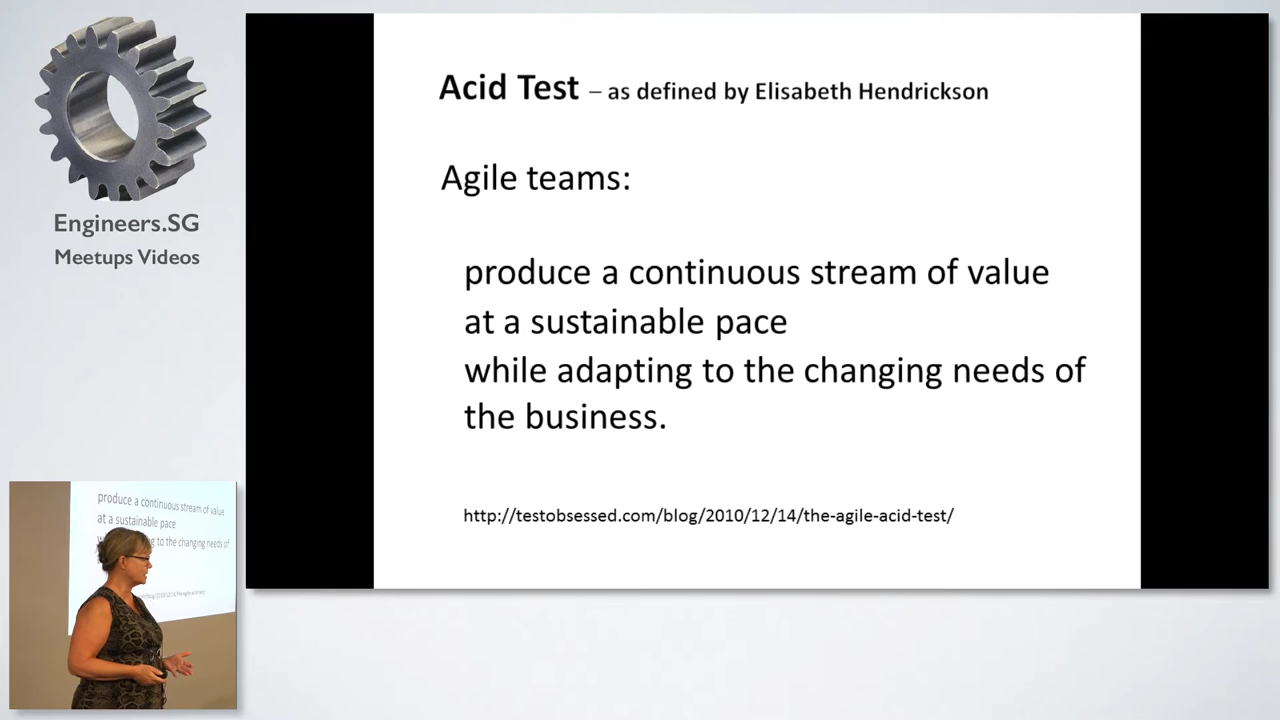 Engineers.SG
Meetups Videos
Acid Test – as defined by Elisabeth Hendrickson
Agile teams:
produce a continuous stream of value
at a sustainable pace
while adapting to the changing needs of
the business.
http://testobsessed.com/blog/2010/12/14/the-agile-acid-test/
produce a continuous stream of value
at a sustainable pace
to the changing needs of